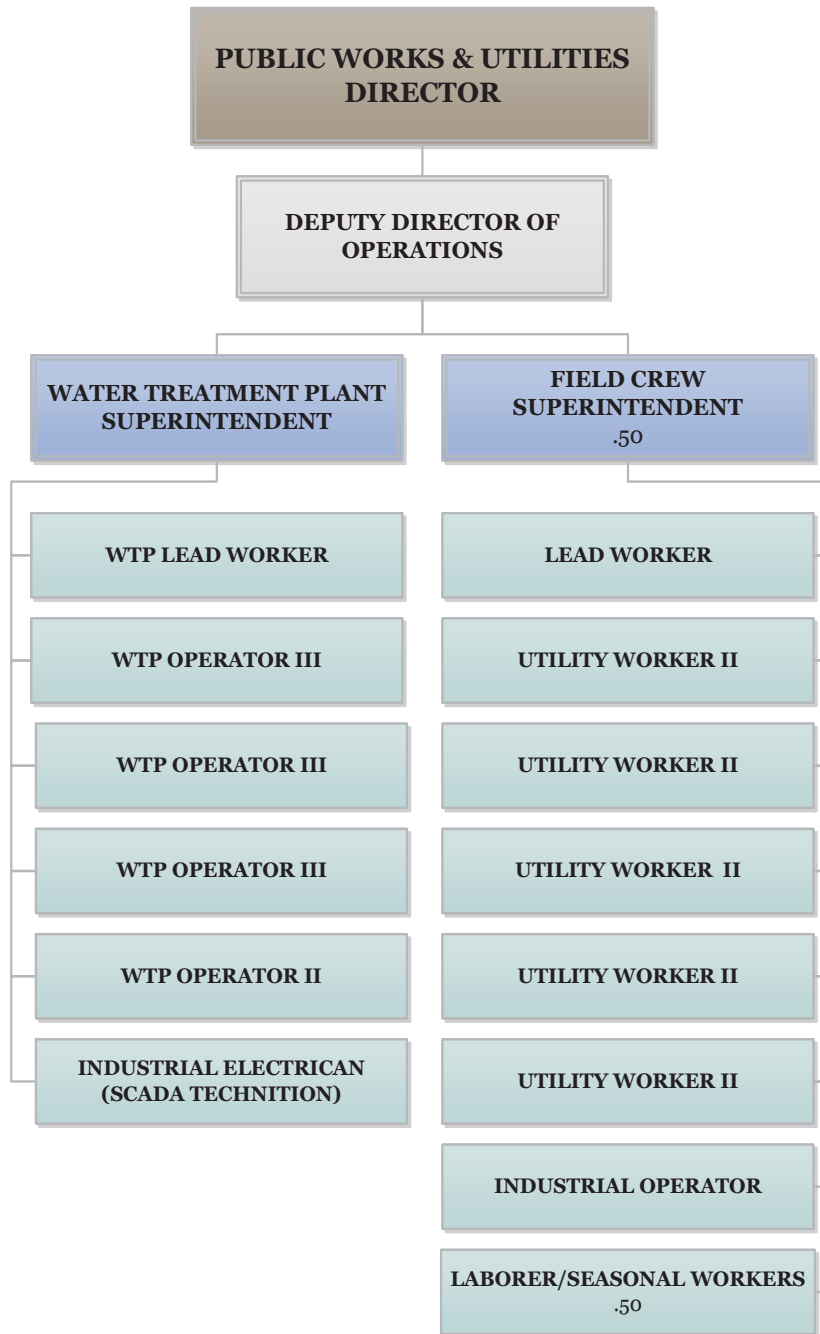 PUBLIC WORKS & UTILITIES
DIRECTOR
DEPUTY DIRECTOR OF
OPERATIONS
WATER TREATMENT PLANT
SUPERINTENDENT
FIELD CREW
SUPERINTENDENT
.50
WTP LEAD WORKER
WTP OPERATOR III
WTP OPERATOR III
WTP OPERATOR III
WTP OPERATOR II
INDUSTRIAL ELECTRICAN
(SCADA TECHNITION)
LEAD WORKER
UTILITY WORKER II
UTILITY WORKER II
UTILITY WORKER  II
UTILITY WORKER II
UTILITY WORKER II
INDUSTRIAL OPERATOR
LABORER/SEASONAL WORKERS
.50